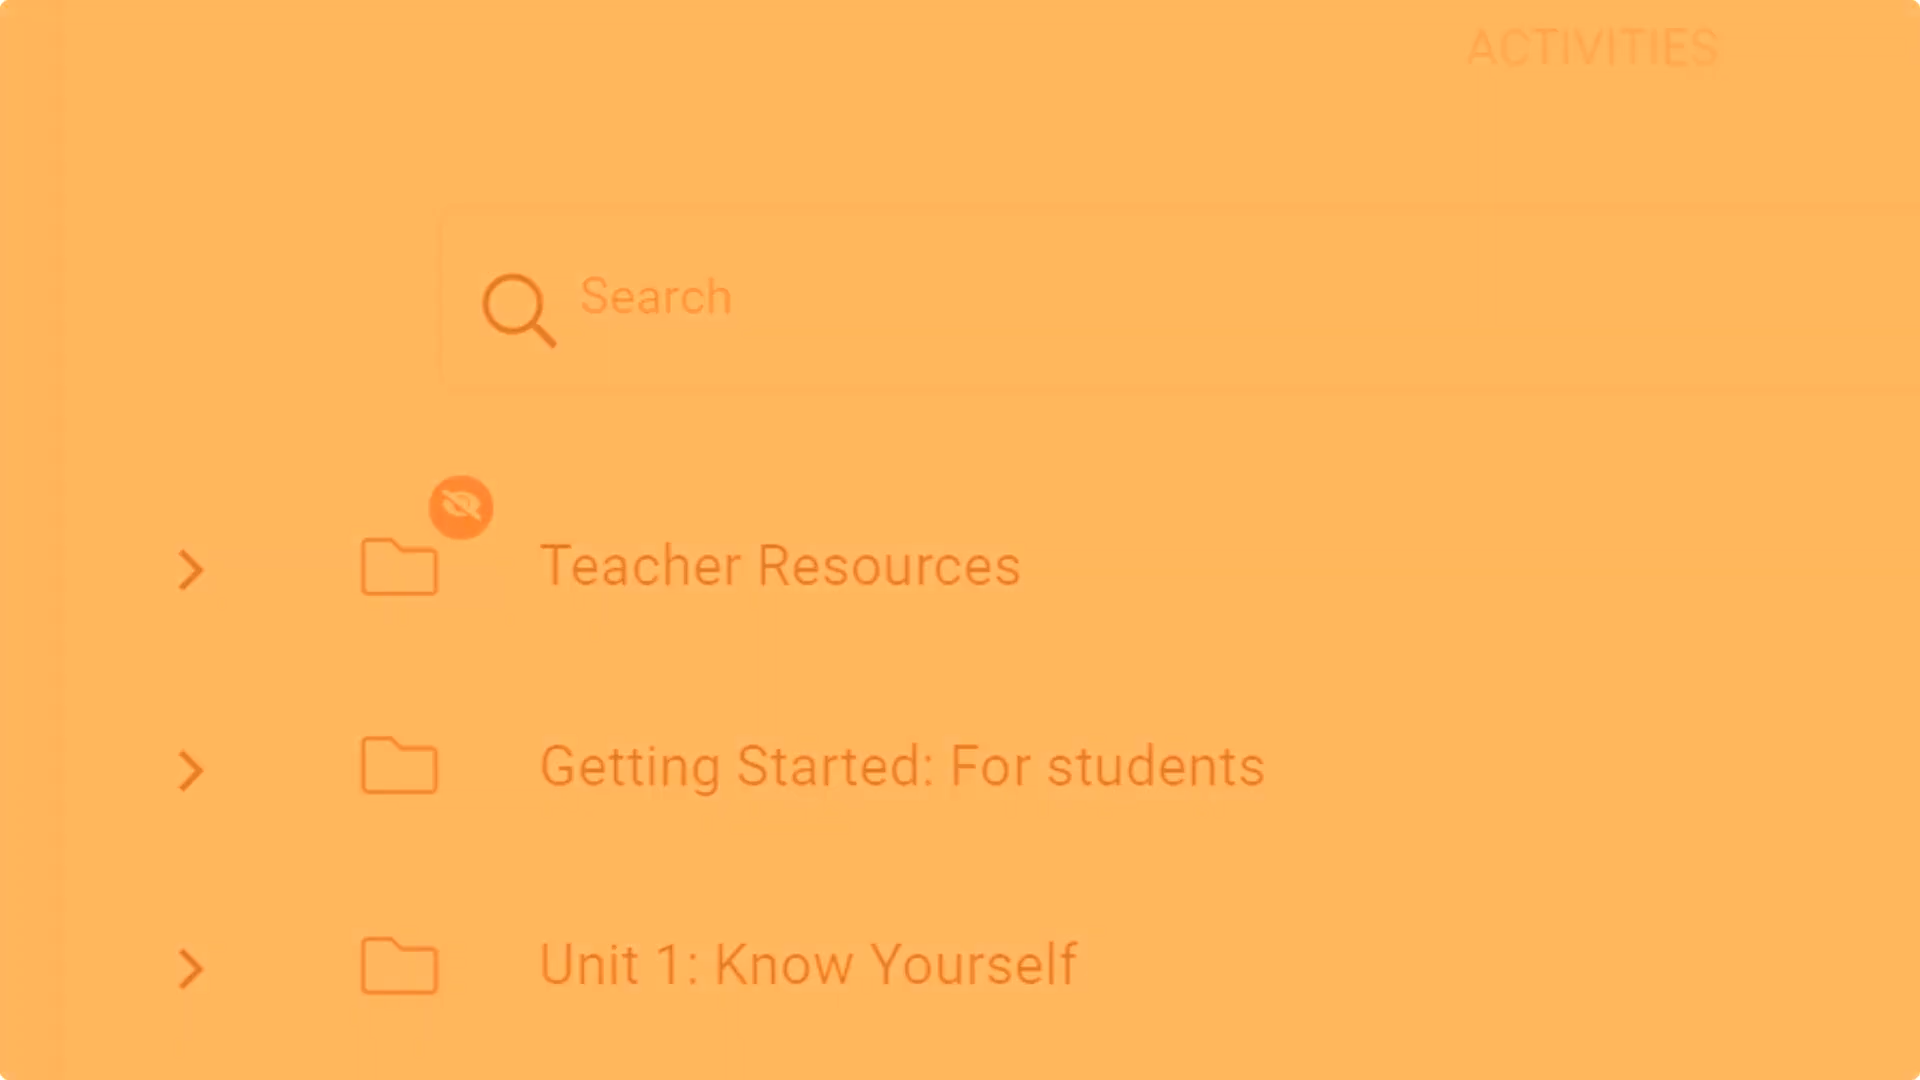 ACTIVITIES
Search
Teacher Resources
Getting Started: For students
Unit 1: Know Yourself